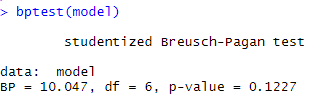 > bptest(model)
studentized Breusch-Pagan test
data:  model
BP = 10.047, df = 6, p-value = 0.1227